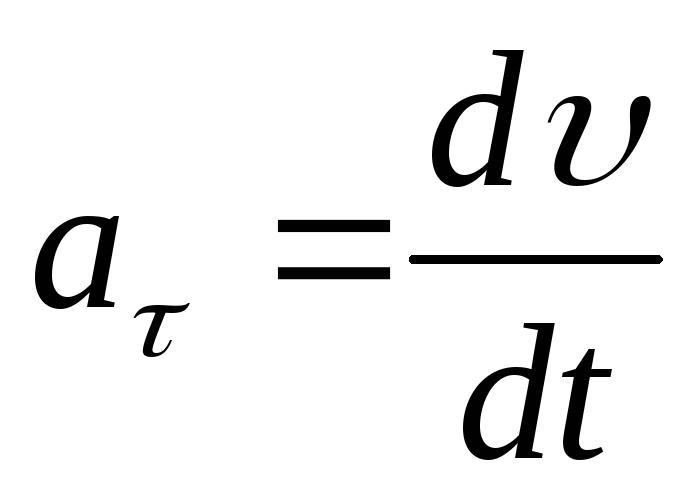 a_τ = dυ/dt